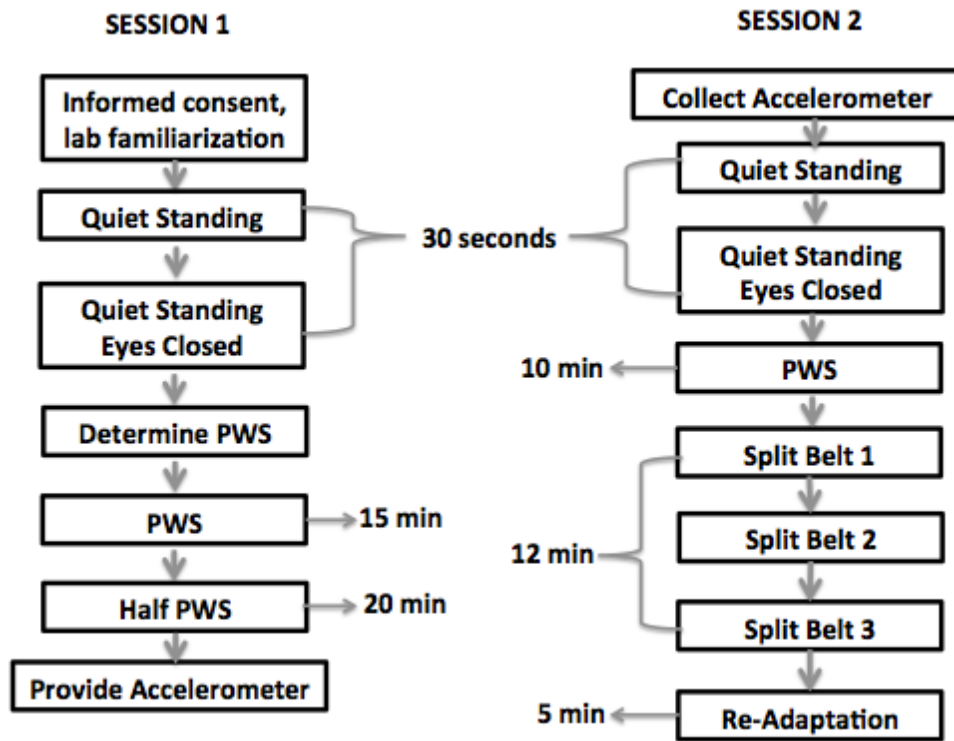 SESSION 1
Informed consent,
lab familiarization
Quiet Standing
Quiet Standing
Eyes Closed
Determine PWS
PWS
15 min
Half PWS
20 min
Provide Accelerometer
30 seconds
SESSION 2
Collect Accelerometer
Quiet Standing
Quiet Standing
Eyes Closed
10 min
PWS
Split Belt 1
12 min
Split Belt 2
Split Belt 3
5 min
Re-Adaptation